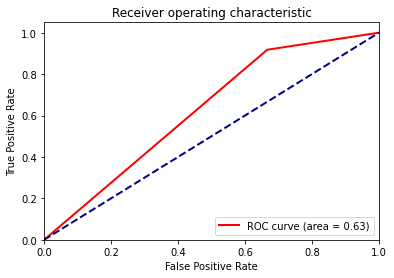 Receiver operating characteristic
True Positive Rate
1.0
0.8
0.6
0.4
0.2
0.0
ROC curve (area = 0.63)
0.0 0.2 0.4 0.6 0.8 1.0
False Positive Rate